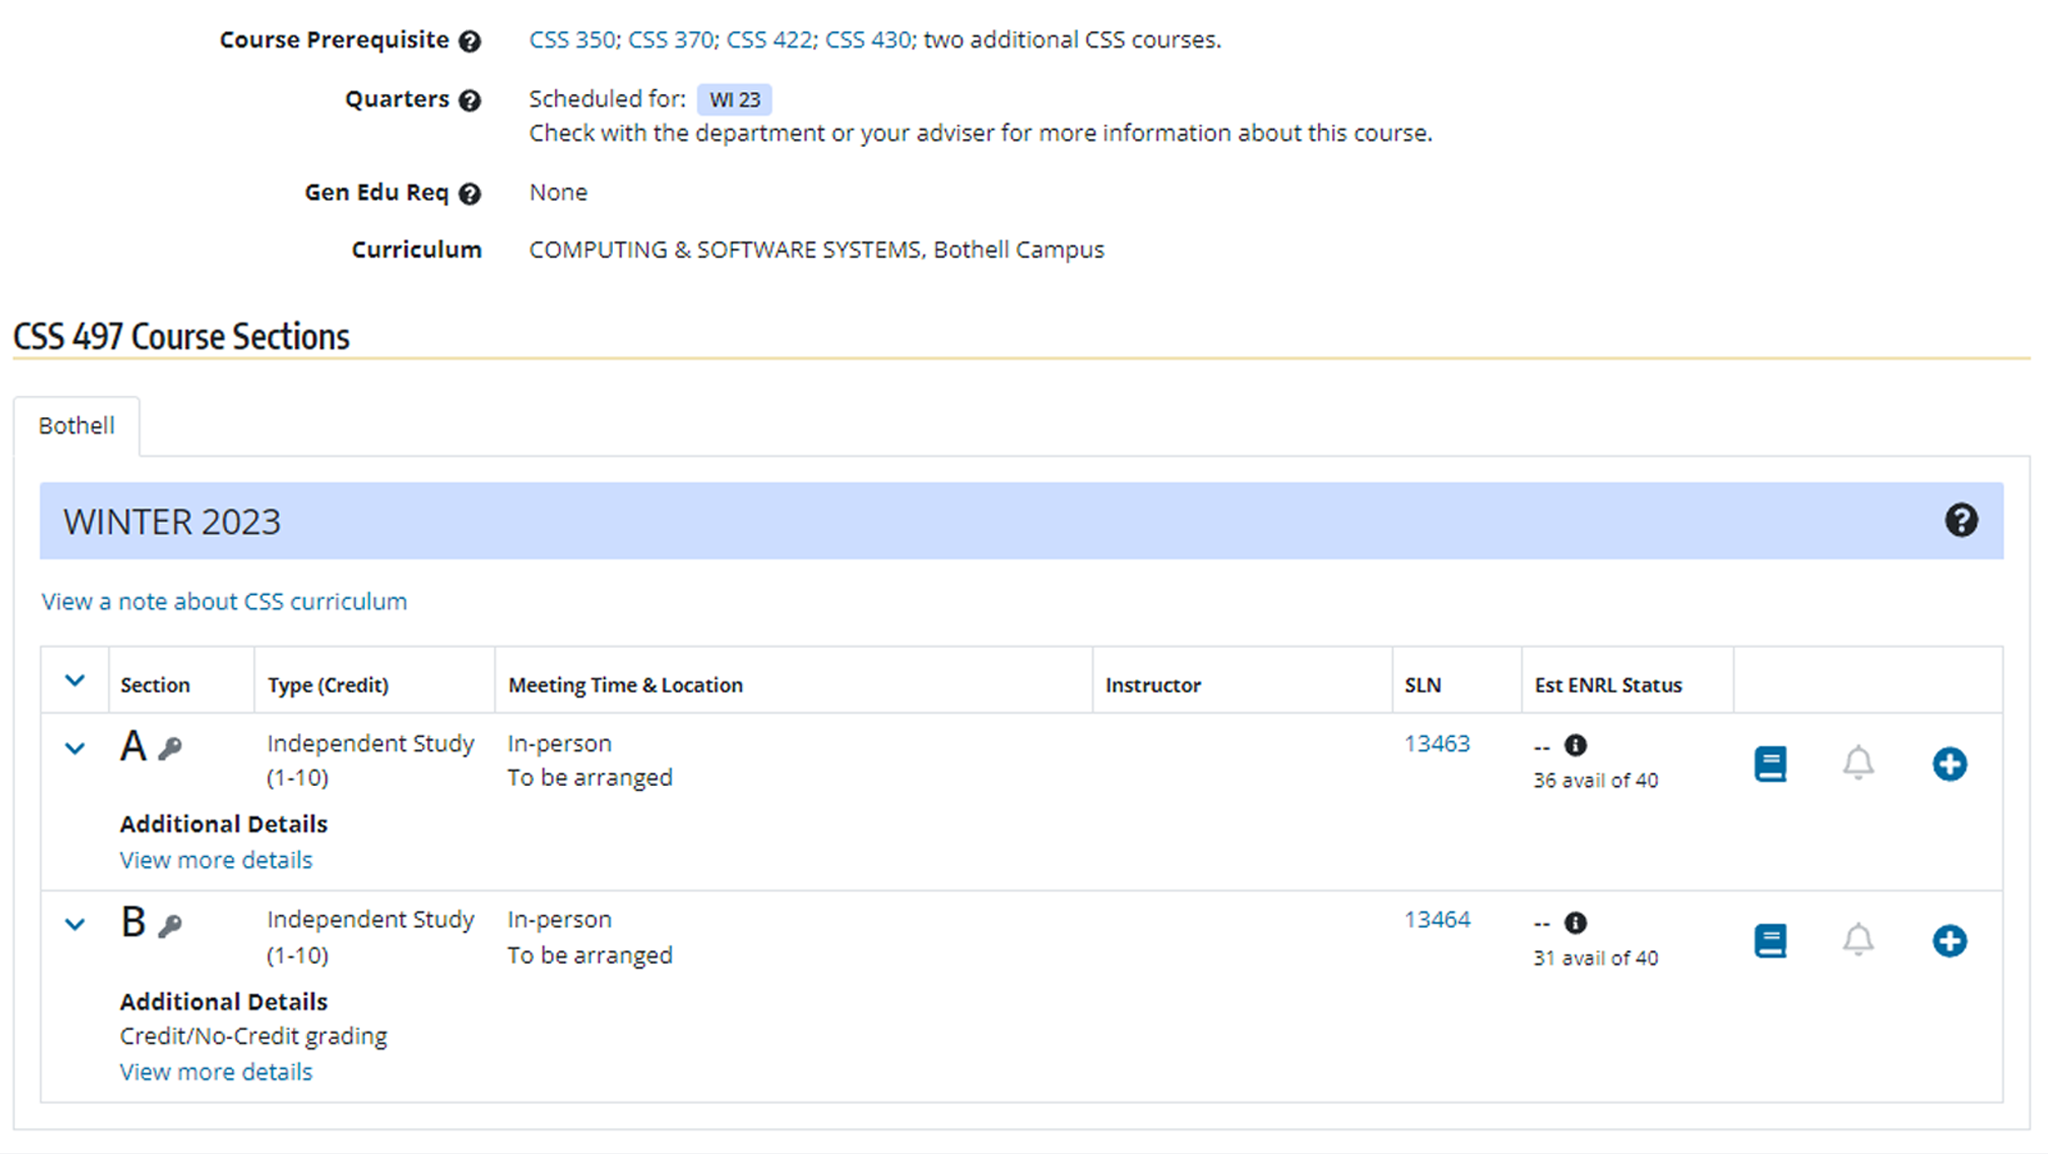 Course Prerequisite CSS 350; CSS 370; CSS 422; CSS 430; two additional CSS courses.
Quarters Scheduled for: WI 23
Check with the department or your adviser for more information about this course.
Gen Edu Req None
Curriculum COMPUTING & SOFTWARE SYSTEMS, Bothell Campus
CSS 497 Course Sections
Bothell
WINTER 2023
View a note about CSS curriculum
Section Type (Credit) Meeting Time & Location Instructor SLN Est ENRL Status
A Independent Study In-person 13463 --
(1-10) To be arranged 36 avail of 40
Additional Details
View more details
B Independent Study In-person 13464 --
(1-10) To be arranged 31 avail of 40
Additional Details
Credit/No-Credit grading
View more details